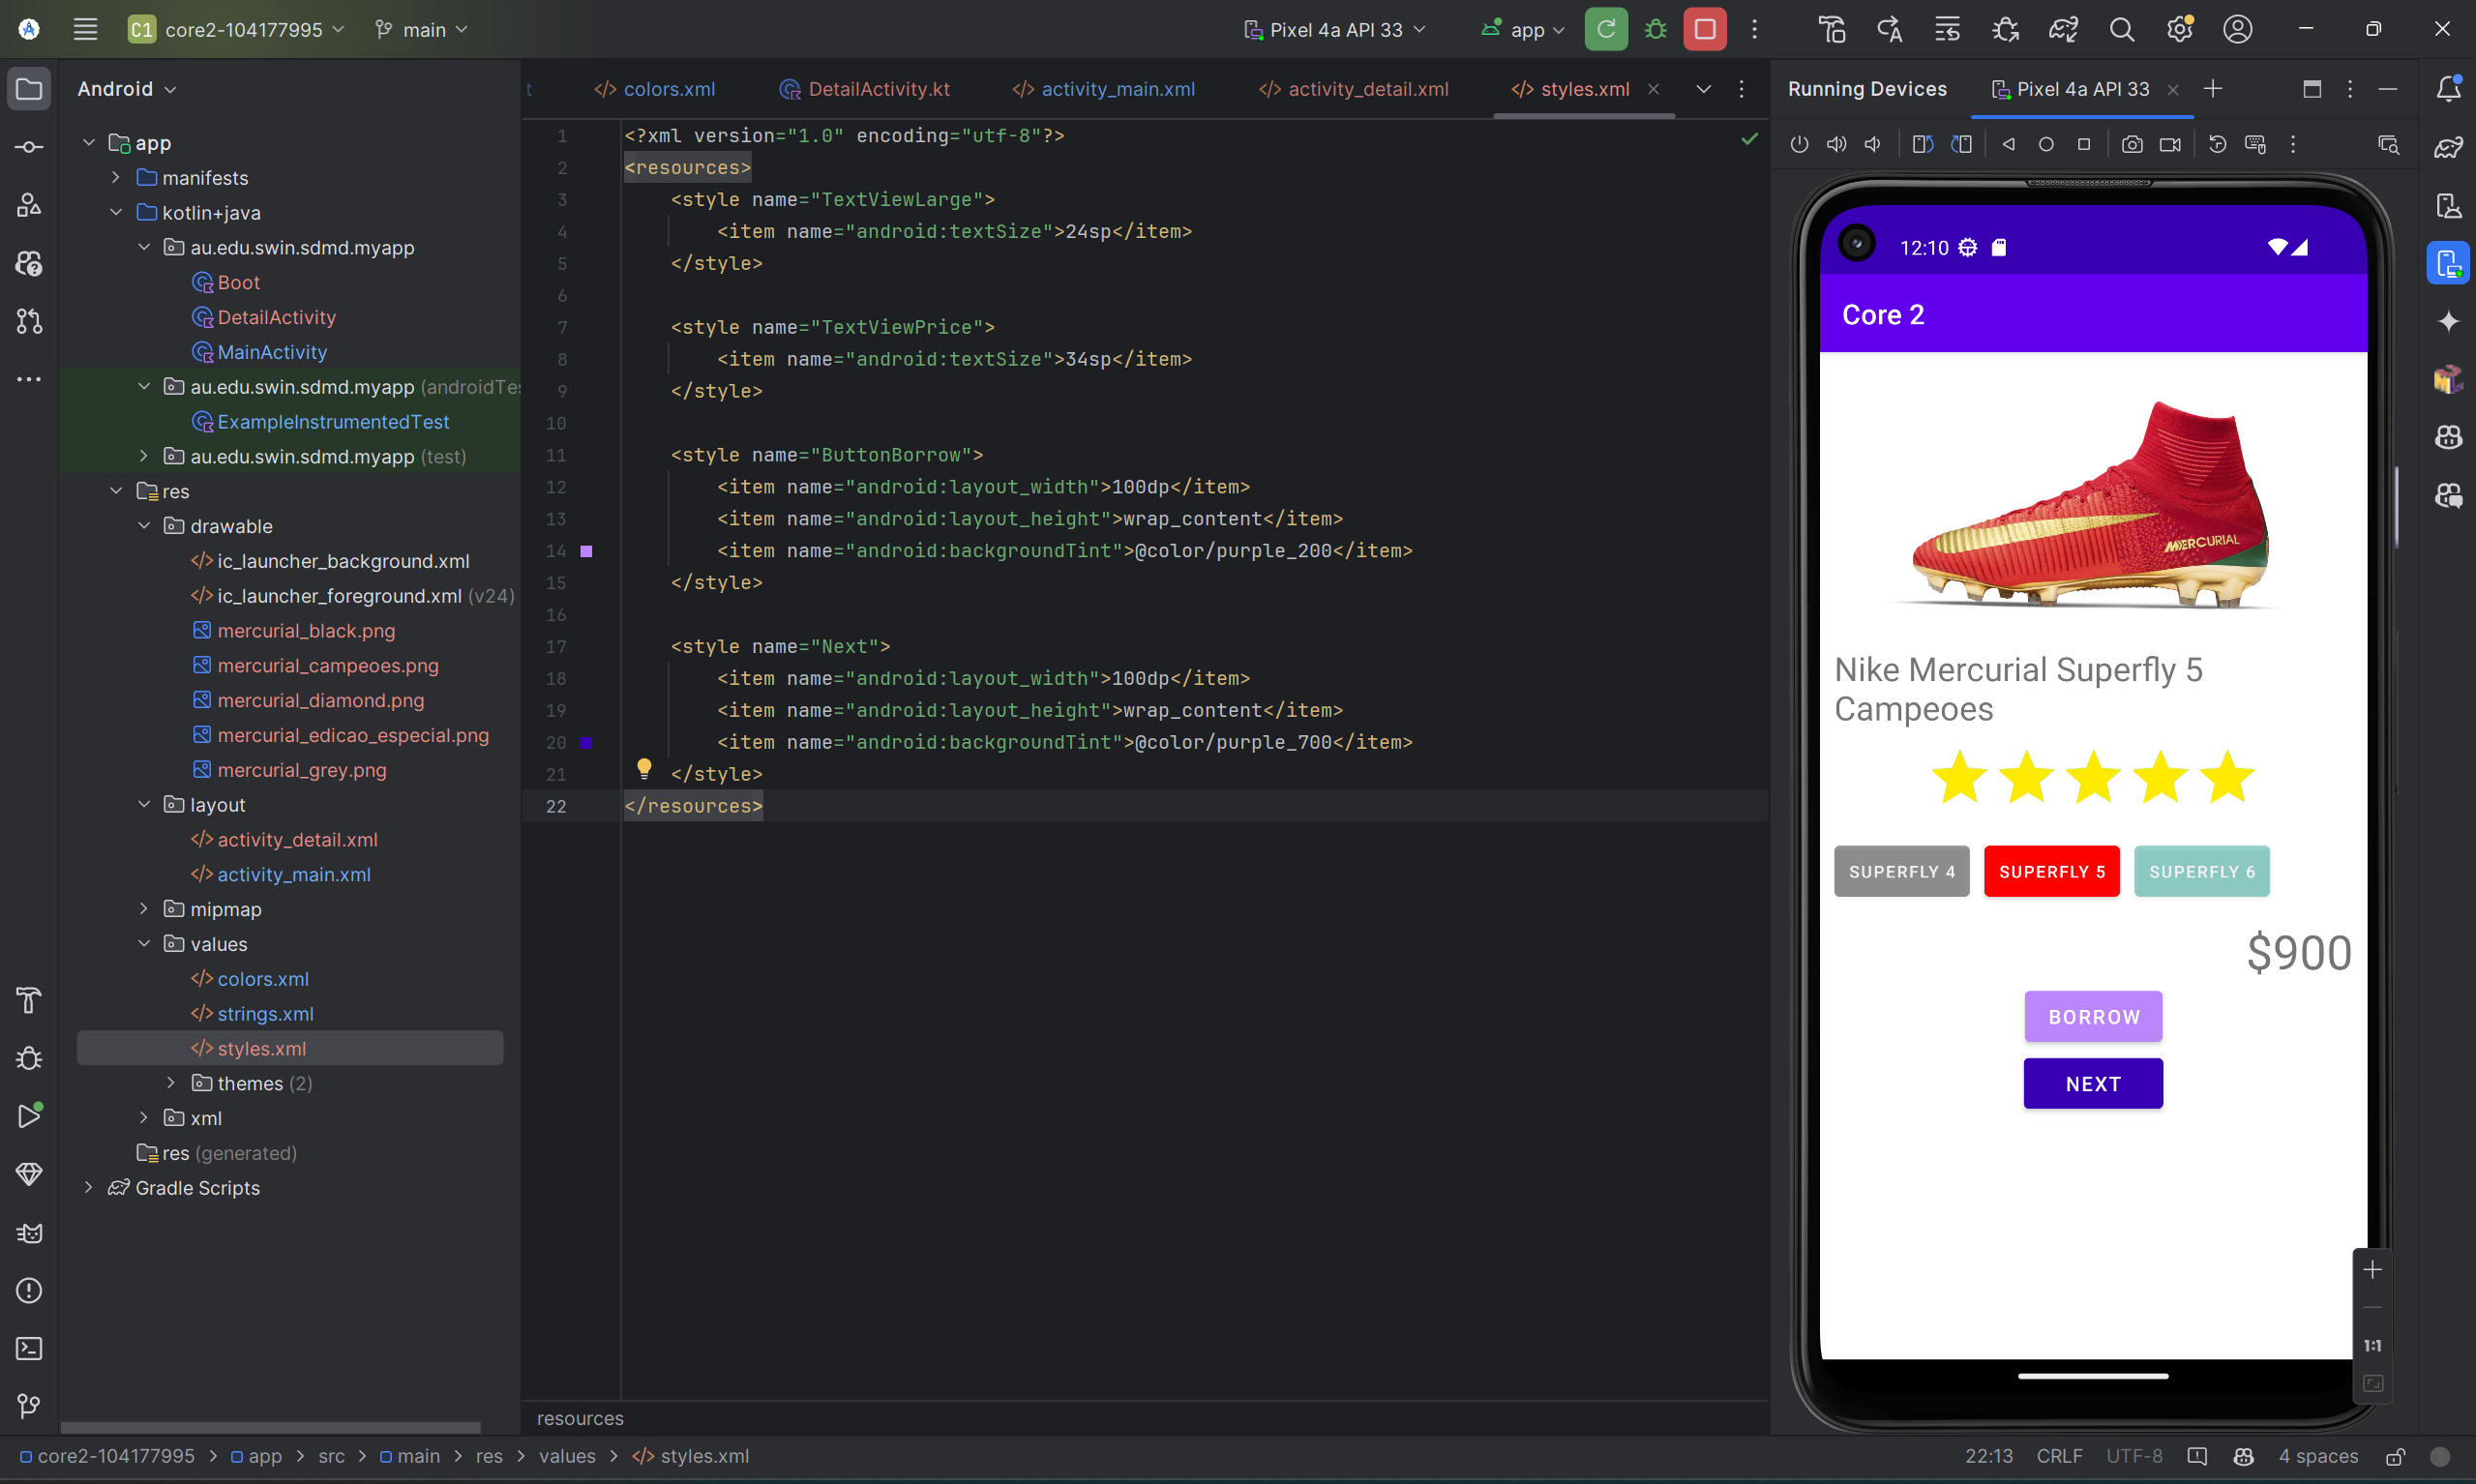 C1 core2-104177995 main Pixel 4a API 33 app
Android
app
manifests
kotlin+java
au.edu.swin.sdmd.myapp
Boot
DetailActivity
MainActivity
au.edu.swin.sdmd.myapp (androidTes
ExampleInstrumentedTest
au.edu.swin.sdmd.myapp (test)
res
drawable
ic_launcher_background.xml
ic_launcher_foreground.xml (v24)
mercurial_black.png
mercurial_campeoes.png
mercurial_diamond.png
mercurial_edicao_especial.png
mercurial_grey.png
layout
activity_detail.xml
activity_main.xml
mipmap
values
colors.xml
strings.xml
styles.xml
themes (2)
xml
res (generated)
Gradle Scripts
t colors.xml DetailActivity.kt activity_main.xml activity_detail.xml styles.xml
1 <?xml version="1.0" encoding="utf-8"?>
2 <resources>
3 <style name="TextViewLarge">
4 <item name="android:textSize">24sp</item>
5 </style>
6
7 <style name="TextViewPrice">
8 <item name="android:textSize">34sp</item>
9 </style>
10
11 <style name="ButtonBorrow">
12 <item name="android:layout_width">100dp</item>
13 <item name="android:layout_height">wrap_content</item>
14 <item name="android:backgroundTint">@color/purple_200</item>
15 </style>
16
17 <style name="Next">
18 <item name="android:layout_width">100dp</item>
19 <item name="android:layout_height">wrap_content</item>
20 <item name="android:backgroundTint">@color/purple_700</item>
21 </style>
22 </resources>
resources
Running Devices Pixel 4a API 33
12:10
Core 2
MERCURIAL
Nike Mercurial Superfly 5
Campeoes
SUPERFLY 4 SUPERFLY 5 SUPERFLY 6
$900
BORROW
NEXT
1:1
core2-104177995 > app > src > main > res > values > styles.xml
22:13 CRLF UTF-8 4 spaces